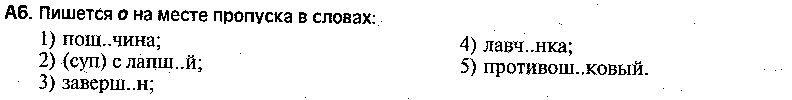 А6. Пишется о на месте пропуска в словах:
1) пош..чина;
2) (суп) с лапш..й;
3) заверш..н;
4) лавч..нка;
5) противош..ковый.